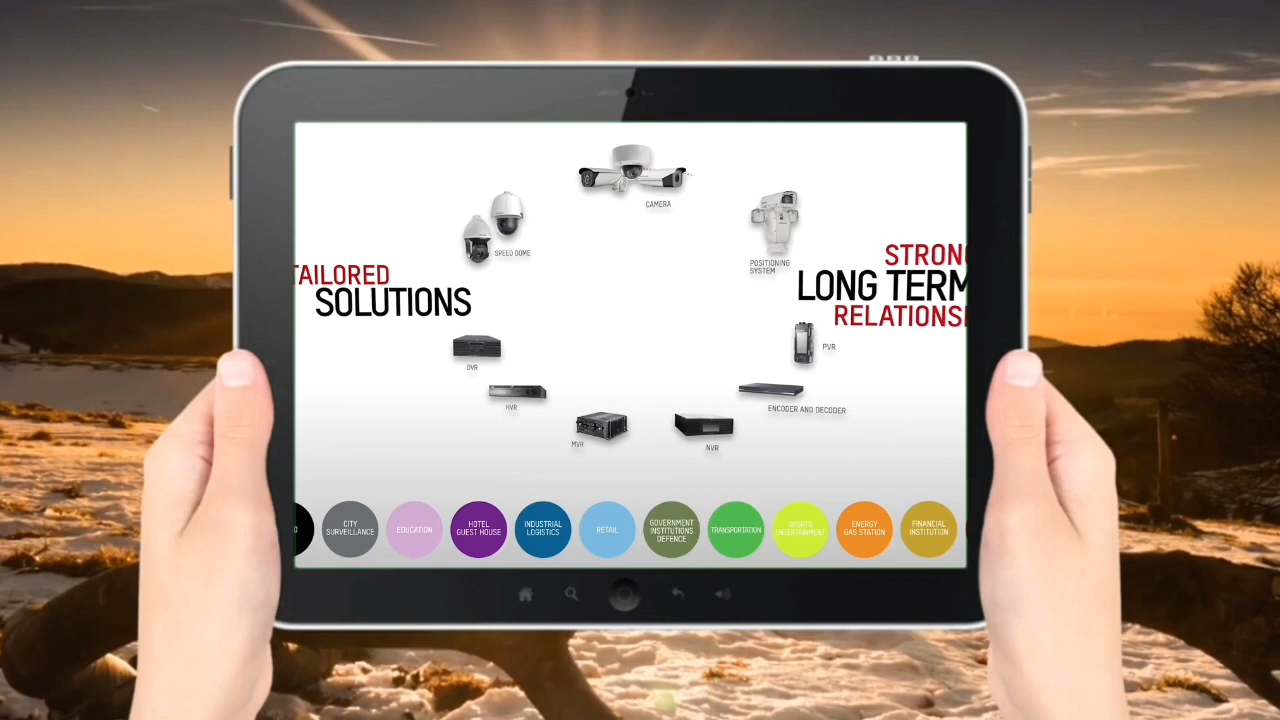 CAMERA
SPEED DOME
POSITIONING
SYSTEM
TAILORED
SOLUTIONS
STRONG
LONG TERM
RELATIONSH
PVR
DVR
HVR
ENCODER AND DECODER
MVR
NVR
CITY
SURVEILLANCE
EDUCATION
HOTEL
GUEST HOUSE
INDUSTRIAL
LOGISTICS
RETAIL
GOVERNMENT
INSTITUTIONS
DEFENCE
TRANSPORTATION
SPORTS
ENTERTAINMENT
ENERGY
GAS STATION
FINANCIAL
INSTITUTION